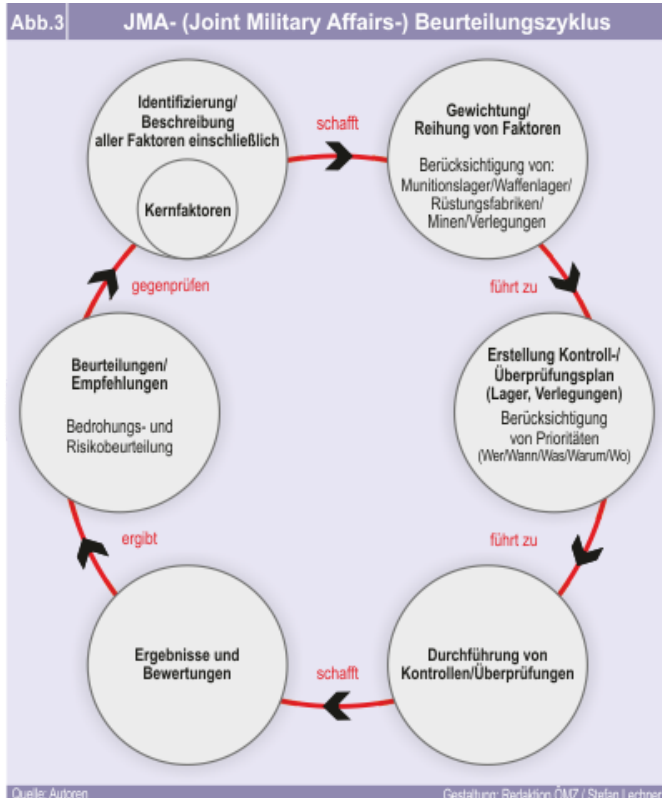 Abb.3 JMA- (Joint Military Affairs-) Beurteilungszyklus
Identifizierung/
Beschreibung
aller Faktoren einschließlich
Kernfaktoren
schafft
Gewichtung/
Reihung von Faktoren
Berücksichtigung von:
Munitionslager/Waffenlager/
Rüstungsfabriken/
Minen/Verlegungen
führt zu
Erstellung Kontroll-/
Überprüfungsplan
(Lager, Verlegungen)
Berücksichtigung
von Prioritäten
(Wer/Wann/Was/Warum/Wo)
führt zu
Durchführung von
Kontrollen/Überprüfungen
schafft
Ergebnisse und
Bewertungen
ergibt
Beurteilungen/
Empfehlungen
Bedrohungs- und
Risikobeurteilung
gegenprüfen
Quelle: Autoren
Gestaltung: Redaktion ÖMZ / Stefan Lechner